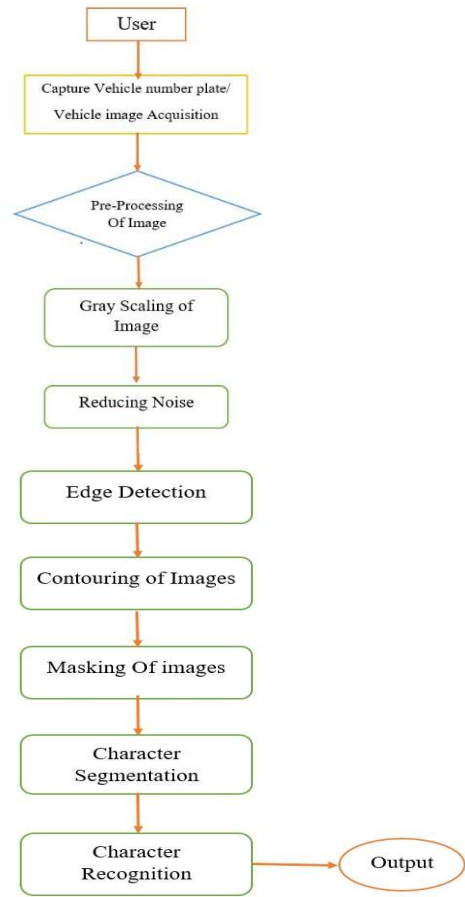 User
Capture Vehicle number plate/
Vehicle image Acquisition
Pre-Processing
Of Image
Gray Scaling of
Image
Reducing Noise
Edge Detection
Contouring of Images
Masking Of images
Character
Segmentation
Character
Recognition
Output